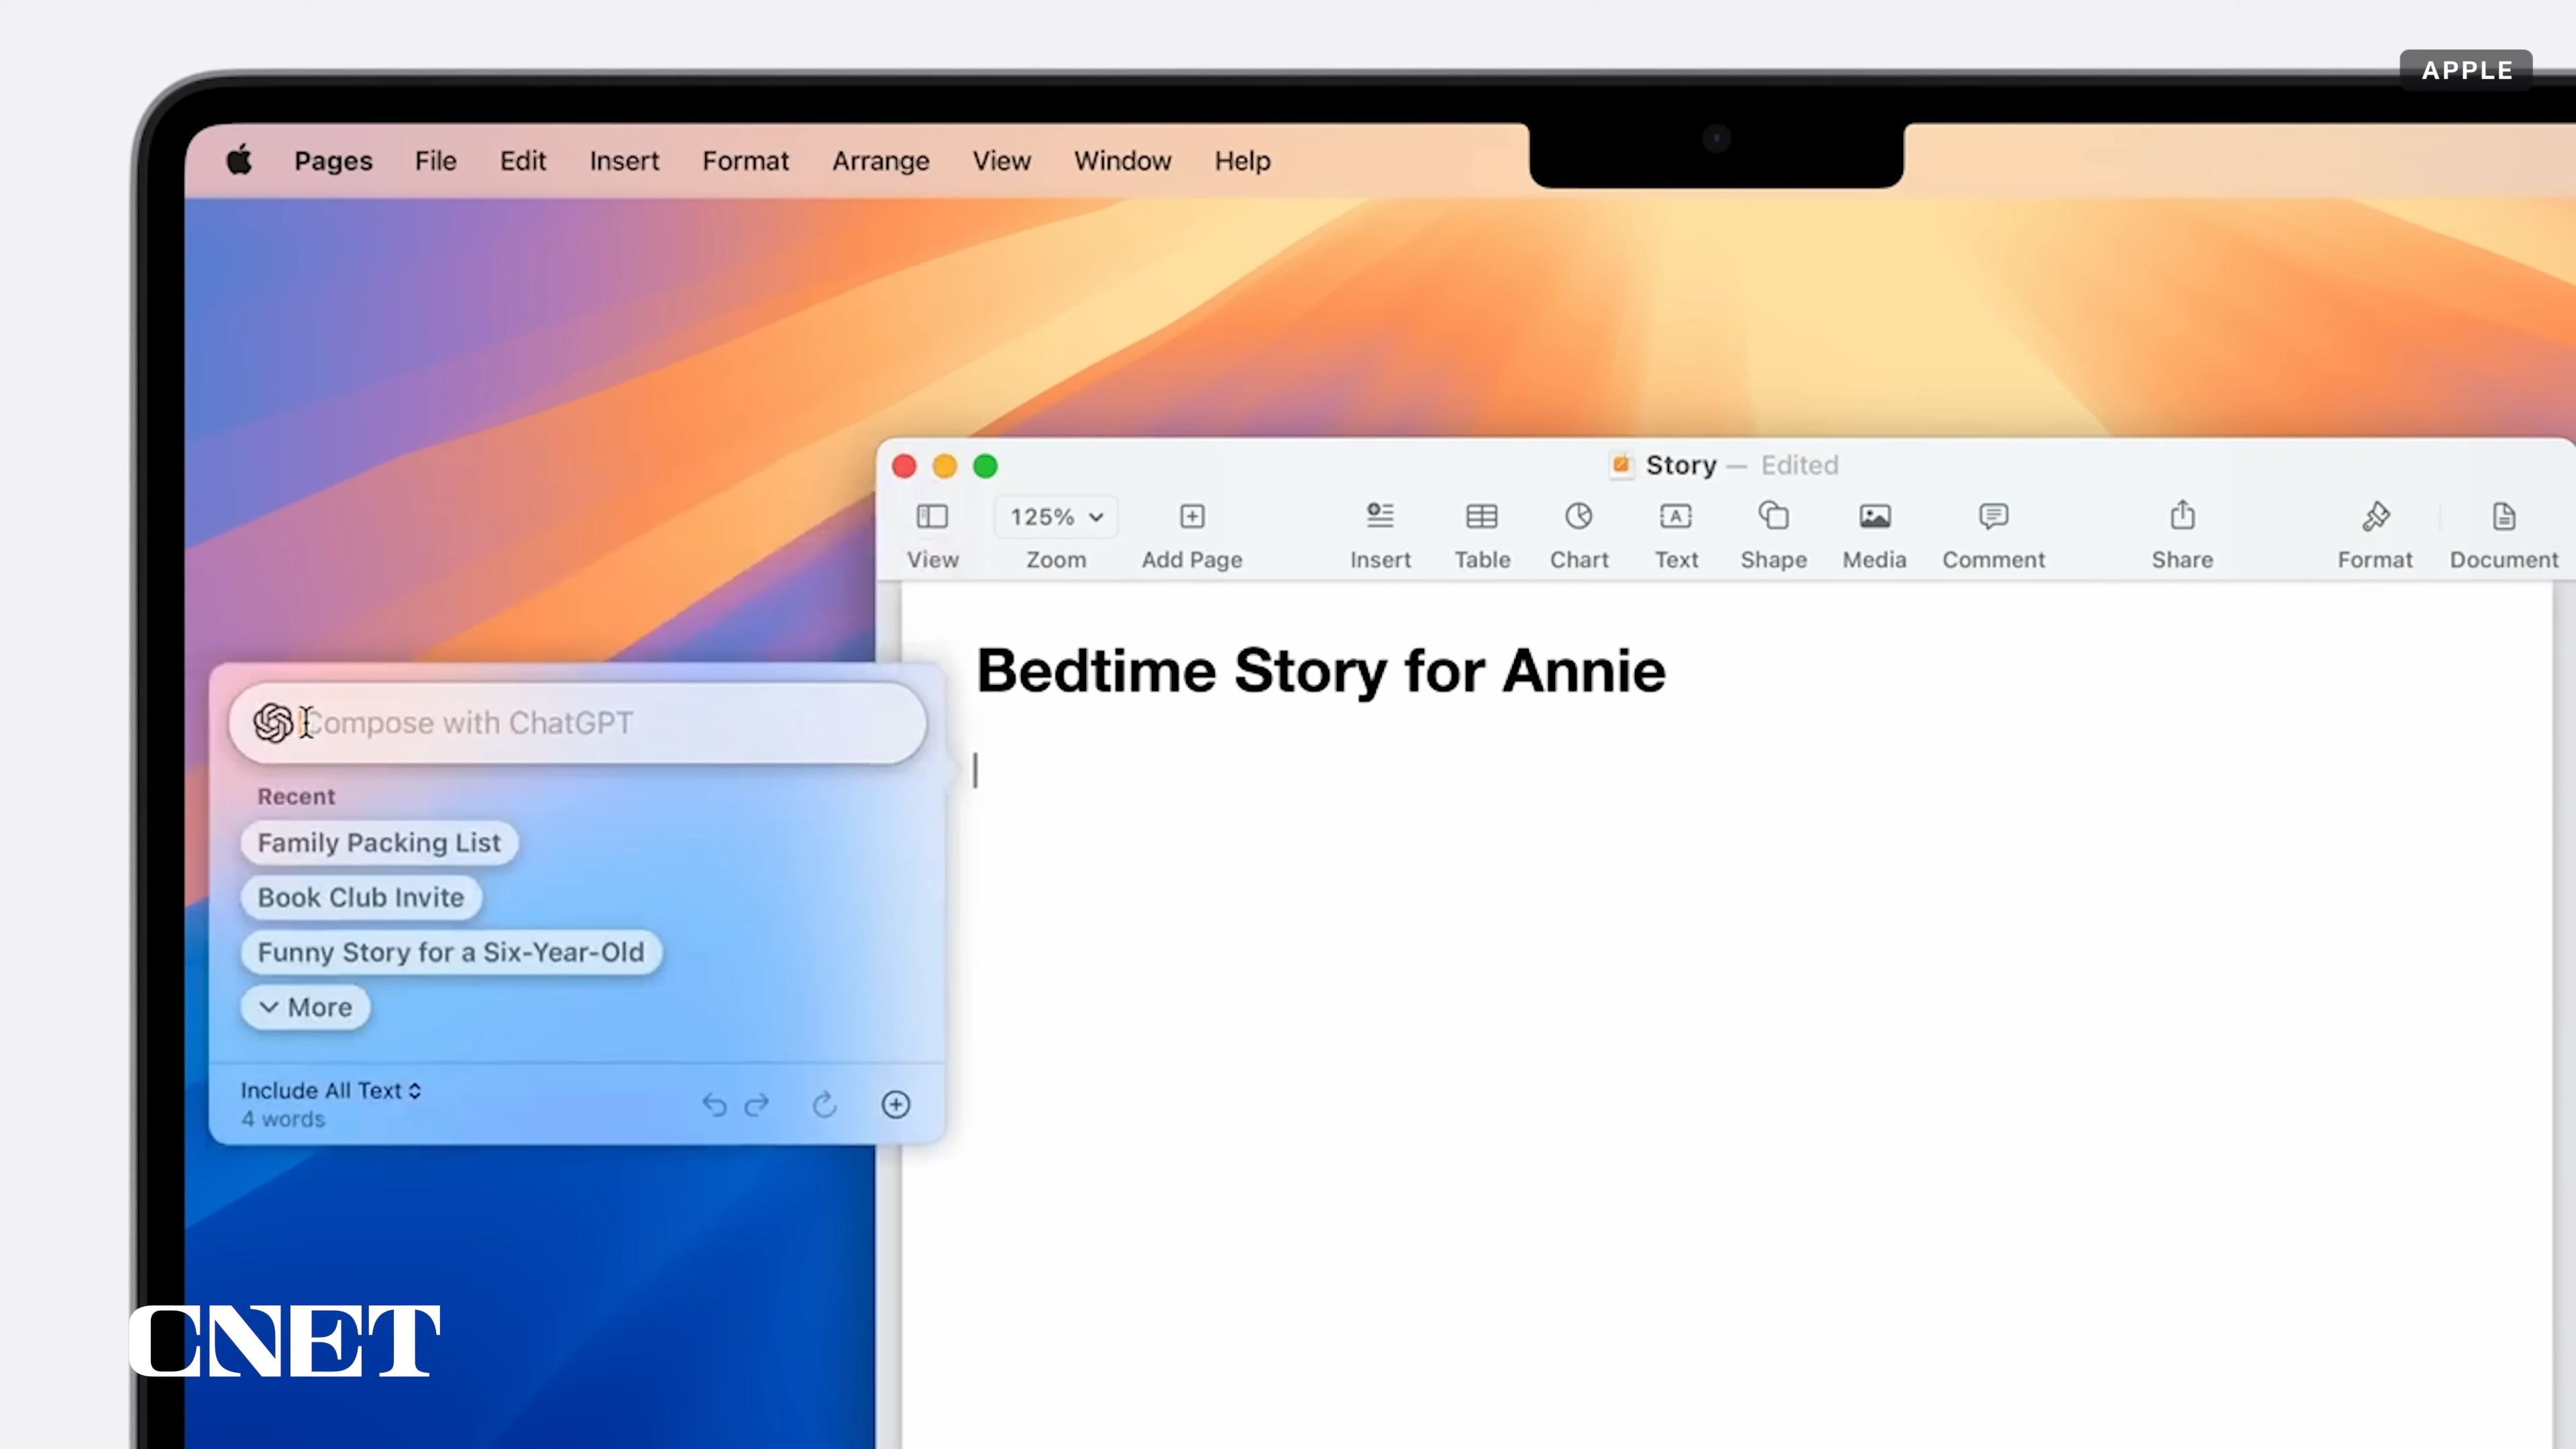 APPLE
Pages File Edit Insert Format Arrange View Window Help
Story — Edited
125%
View Zoom Add Page Insert Table Chart Text Shape Media Comment Share Format Document
Bedtime Story for Annie
Compose with ChatGPT
Recent
Family Packing List
Book Club Invite
Funny Story for a Six-Year-Old
More
Include All Text
4 words
CNET